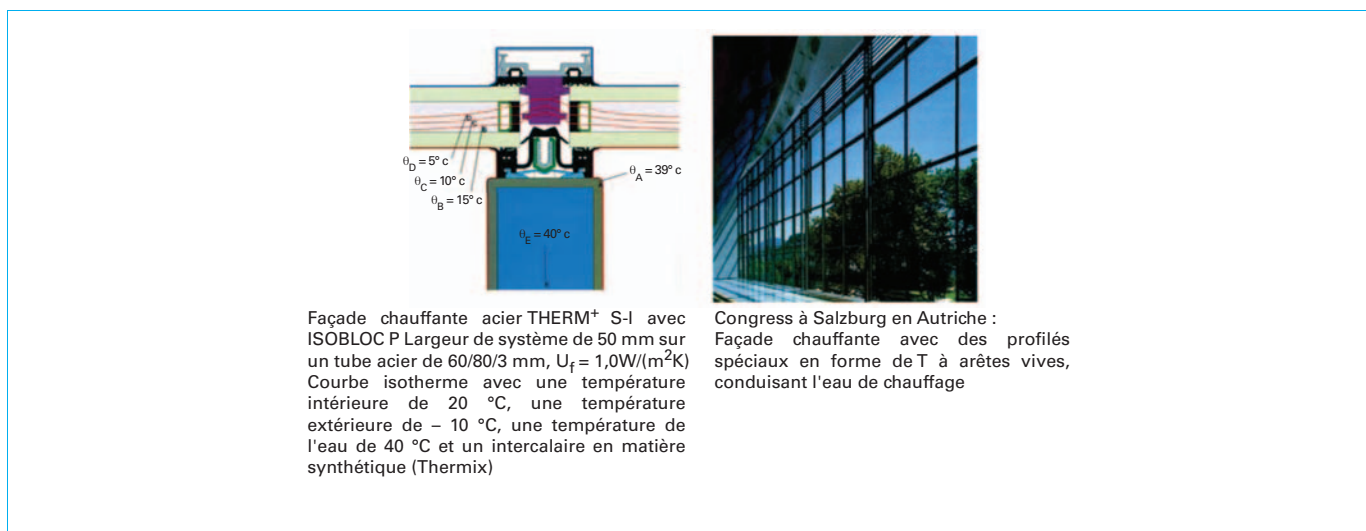 θD = 5° c
θC = 10° c
θB = 15° c
θA = 39° c
θE = 40° c
Façade chauffante acier THERM+ S-I avec
ISOBLOC P Largeur de système de 50 mm sur
un tube acier de 60/80/3 mm, Uf = 1,0W/(m2K)
Courbe isotherme avec une température
intérieure de 20 °C, une température
extérieure de – 10 °C, une température de
l'eau de 40 °C et un intercalaire en matière
synthétique (Thermix)
Congress à Salzburg en Autriche :
Façade chauffante avec des profilés
spéciaux en forme de T à arêtes vives,
conduisant l'eau de chauffage